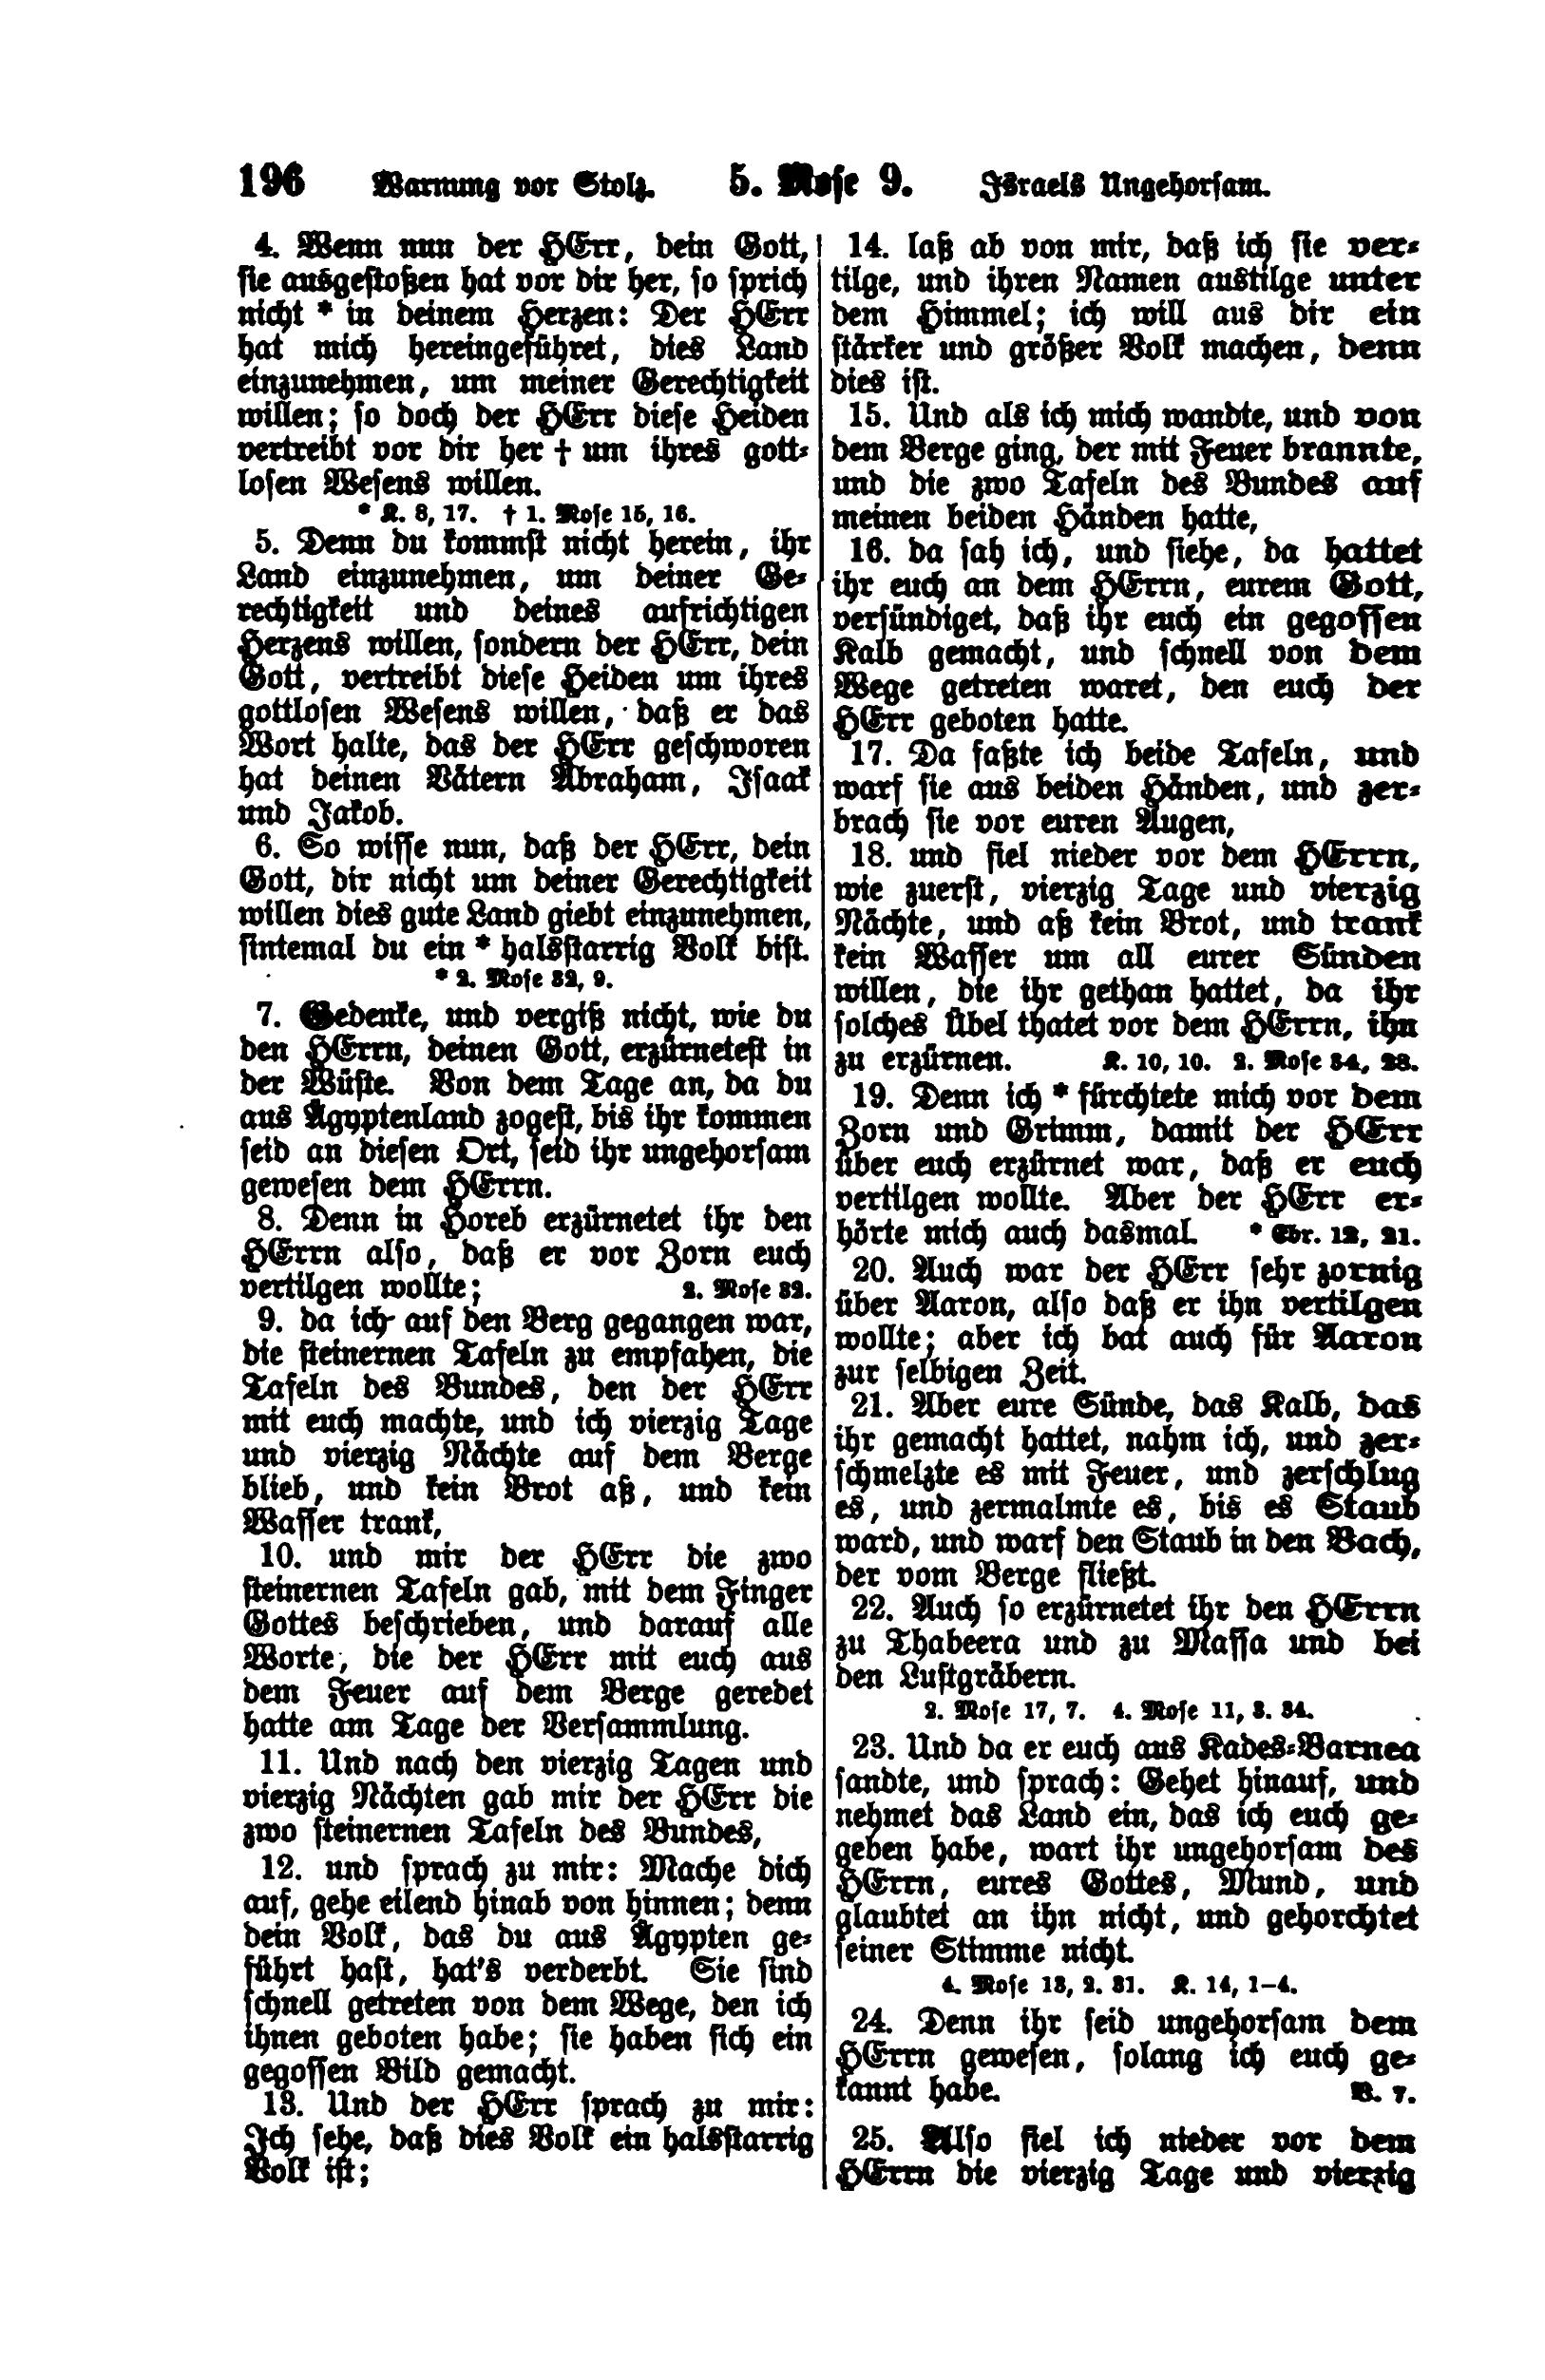 196 Warnung vor Stolz. 5. Mose 9. Israels Ungehorsam.
4. Wenn nun der HErr, dein Gott,
sie ausgestoßen hat vor dir her, so sprich
nicht * in deinem Herzen: Der HErr
hat mich hereingeführet, dies Land
einzunehmen, um meiner Gerechtigkeit
willen; so doch der HErr diese Heiden
vertreibt vor dir her † um ihres gott-
losen Wesens willen.
* K. 8, 17. † 1. Mose 15, 16.
5. Denn du kommst nicht herein, ihr
Land einzunehmen, um deiner Ge-
rechtigkeit und deines aufrichtigen
Herzens willen, sondern der HErr, dein
Gott, vertreibt diese Heiden um ihres
gottlosen Wesens willen, daß er das
Wort halte, das der HErr geschworen
hat deinen Vätern Abraham, Isaak
und Jakob.
6. So wisse nun, daß der HErr, dein
Gott, dir nicht um deiner Gerechtigkeit
willen dies gute Land giebt einzunehmen,
sintemal du ein * halsstarrig Volk bist.
* 2. Mose 32, 9.
7. Gedenke, und vergiß nicht, wie du
den HErrn, deinen Gott, erzürnetest in
der Wüste. Von dem Tage an, da du
aus Ägyptenland zogest, bis ihr kommen
seid an diesen Ort, seid ihr ungehorsam
gewesen dem HErrn.
8. Denn in Horeb erzürnetet ihr den
HErrn also, daß er vor Zorn euch
vertilgen wollte; 2. Mose 32.
9. da ich auf den Berg gegangen war,
die steinernen Tafeln zu empfahen, die
Tafeln des Bundes, den der HErr
mit euch machte, und ich vierzig Tage
und vierzig Nächte auf dem Berge
blieb, und kein Brot aß, und kein
Wasser trank,
10. und mir der HErr die zwo
steinernen Tafeln gab, mit dem Finger
Gottes beschrieben, und darauf alle
Worte, die der HErr mit euch aus
dem Feuer auf dem Berge geredet
hatte am Tage der Versammlung.
11. Und nach den vierzig Tagen und
vierzig Nächten gab mir der HErr die
zwo steinernen Tafeln des Bundes,
12. und sprach zu mir: Mache dich
auf, gehe eilend hinab von hinnen; denn
dein Volk, das du aus Ägypten ge-
führt hast, hat's verderbt. Sie sind
schnell getreten von dem Wege, den ich
ihnen geboten habe; sie haben sich ein
gegossen Bild gemacht.
13. Und der HErr sprach zu mir:
Ich sehe, daß dies Volk ein halsstarrig
Volk ist;
14. laß ab von mir, daß ich sie ver-
tilge, und ihren Namen austilge unter
dem Himmel; ich will aus dir ein
stärker und größer Volk machen, denn
dies ist.
15. Und als ich mich wandte, und von
dem Berge ging, der mit Feuer brannte,
und die zwo Tafeln des Bundes auf
meinen beiden Händen hatte,
16. da sah ich, und siehe, da hattet
ihr euch an dem HErrn, eurem Gott,
versündiget, daß ihr euch ein gegossen
Kalb gemacht, und schnell von dem
Wege getreten waret, den euch der
HErr geboten hatte.
17. Da faßte ich beide Tafeln, und
warf sie aus beiden Händen, und zer-
brach sie vor euren Augen,
18. und fiel nieder vor dem HErrn,
wie zuerst, vierzig Tage und vierzig
Nächte, und aß kein Brot, und trank
kein Wasser um all eurer Sünden
willen, die ihr gethan hattet, da ihr
solches Übel thatet vor dem HErrn, ihn
zu erzürnen. K. 10, 10. 2. Mose 34, 28.
19. Denn ich * fürchtete mich vor dem
Zorn und Grimm, damit der HErr
über euch erzürnet war, daß er euch
vertilgen wollte. Aber der HErr er-
hörte mich auch dasmal. * Ebr. 12, 21.
20. Auch war der HErr sehr zornig
über Aaron, also daß er ihn vertilgen
wollte; aber ich bat auch für Aaron
zur selbigen Zeit.
21. Aber eure Sünde, das Kalb, das
ihr gemacht hattet, nahm ich, und zer-
schmelzte es mit Feuer, und zerschlug
es, und zermalmte es, bis es Staub
ward, und warf den Staub in den Bach,
der vom Berge fließt.
22. Auch so erzürnetet ihr den HErrn
zu Thabeera und zu Massa und bei
den Lustgräbern.
2. Mose 17, 7. 4. Mose 11, 3. 34.
23. Und da er euch aus Kades-Barnea
sandte, und sprach: Gehet hinauf, und
nehmet das Land ein, das ich euch ge-
geben habe, wart ihr ungehorsam des
HErrn, eures Gottes, Mund, und
glaubtet an ihn nicht, und gehorchtet
seiner Stimme nicht.
4. Mose 13, 2. 31. K. 14, 1-4.
24. Denn ihr seid ungehorsam dem
HErrn gewesen, solang ich euch ge-
kannt habe. V. 7.
25. Also fiel ich nieder vor dem
HErrn die vierzig Tage und vierzig